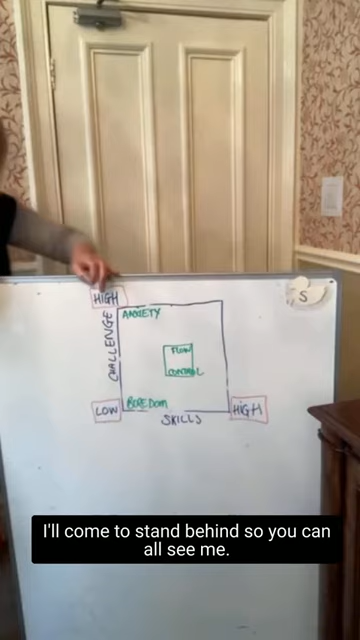 HIGH
S
ANXIETY
CHALLENGE
FLOW
CONTROL
LOW
BOREDOM
HIGH
SKILLS
I'll come to stand behind so you can
all see me.